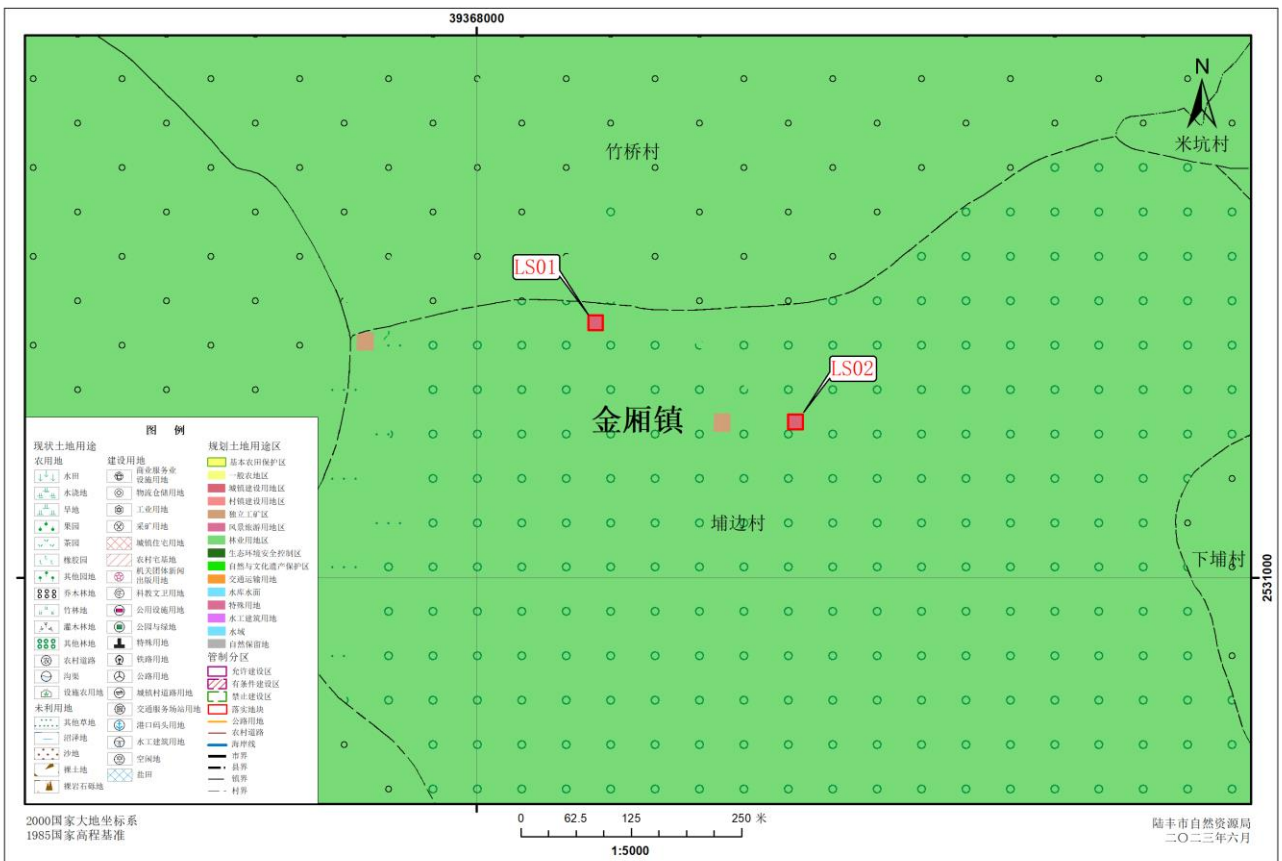 39368000
N
竹桥村
米坑村
LS01
LS02
金厢镇
埔边村
下埔村
2531000
图 例
现状土地用途
农用地
水田
水浇地
旱地
果园
茶园
橡胶园
其他园地
乔木林地
竹林地
灌木林地
其他林地
农村道路
沟渠
设施农用地
未利用地
其他草地
沼泽地
沙地
裸土地
裸岩石砾地
建设用地
商业服务业
设施用地
物流仓储用地
工业用地
采矿用地
城镇住宅用地
农村宅基地
机关团体新闻
出版用地
科教文卫用地
公用设施用地
公园与绿地
特殊用地
铁路用地
公路用地
城镇村道路用地
交通服务场站用地
港口码头用地
水工建筑用地
空闲地
盐田
规划土地用途区
基本农田保护区
一般农地区
城镇建设用地区
村镇建设用地区
独立工矿区
风景旅游用地区
林业用地区
生态环境安全控制区
自然与文化遗产保护区
交通运输用地
水库水面
特殊用地
水工建筑用地
水域
自然保留地
管制分区
允许建设区
有条件建设区
禁止建设区
落实地块
公路用地
农村道路
海岸线
市界
县界
镇界
村界
2000国家大地坐标系
1985国家高程基准
0 62.5 125 250 米
1:5000
陆丰市自然资源局
二〇二三年六月